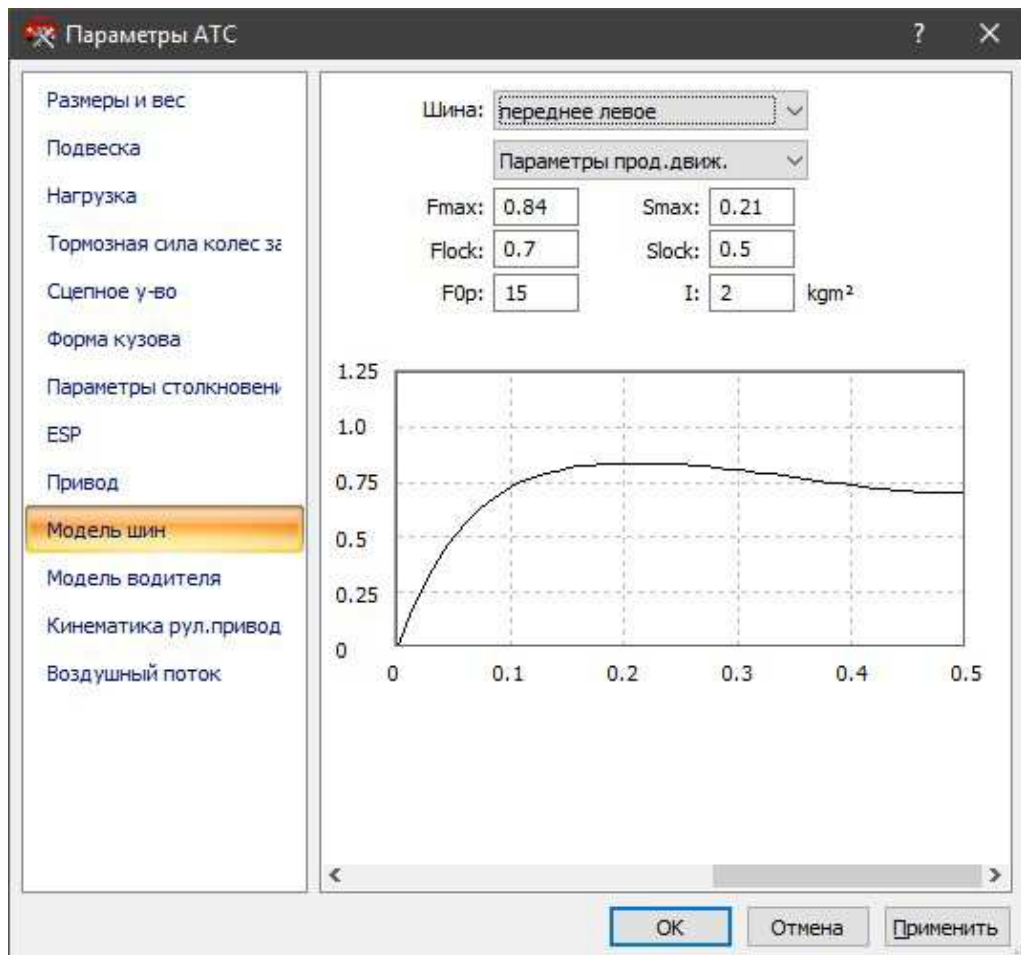 Параметры АТС ? ×
Размеры и вес
Подвеска
Нагрузка
Тормозная сила колес за
Сцепное у-во
Форма кузова
Параметры столкновени
ESP
Привод
Модель шин
Модель водителя
Кинематика рул.привод
Воздушный поток
Шина: переднее левое
Параметры прод.движ.
Fmax: 0.84 Smax: 0.21
Flock: 0.7 Slock: 0.5
F0p: 15 I: 2 kgm²
1.25
1.0
0.75
0.5
0.25
0
0 0.1 0.2 0.3 0.4 0.5
OK Отмена Применить